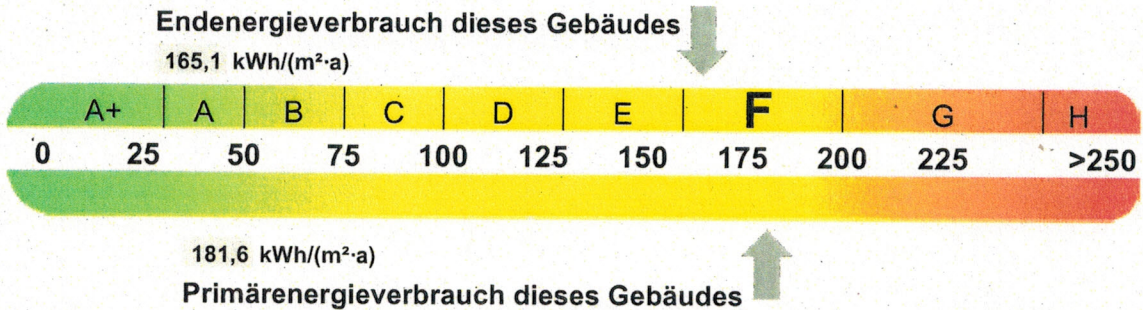 Endenergieverbrauch dieses Gebäudes
165,1 kWh/(m²·a)
A+ A B C D E F G H
0 25 50 75 100 125 150 175 200 225 >250
181,6 kWh/(m²·a)
Primärenergieverbrauch dieses Gebäudes